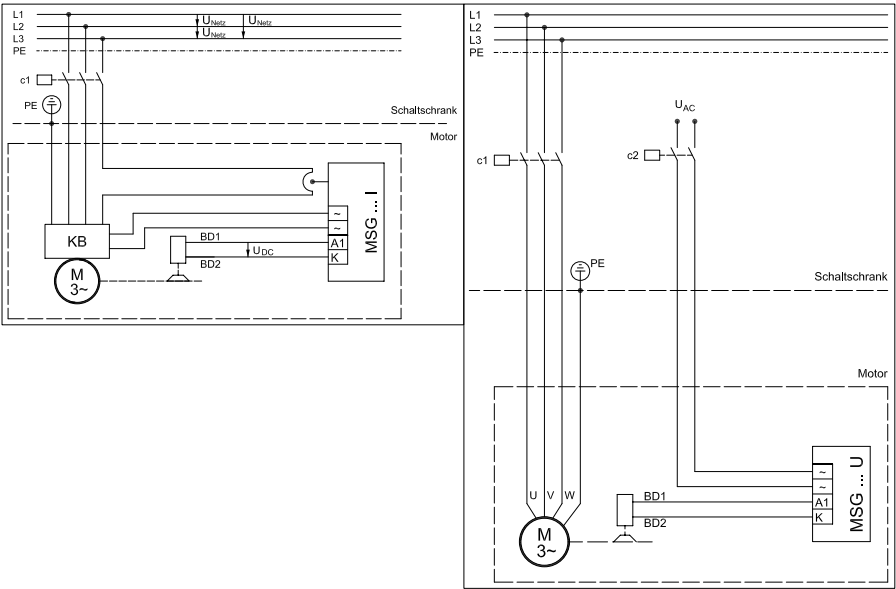 L1
L2
L3
PE
U Netz
U Netz
U Netz
c1
PE
Schaltschrank
Motor
MSG ... I
~
~
A1
K
KB
BD1
U DC
BD2
M
3~
L1
L2
L3
PE
U AC
c1
c2
PE
Schaltschrank
Motor
U V W
MSG ... U
~
~
A1
K
BD1
BD2
M
3~